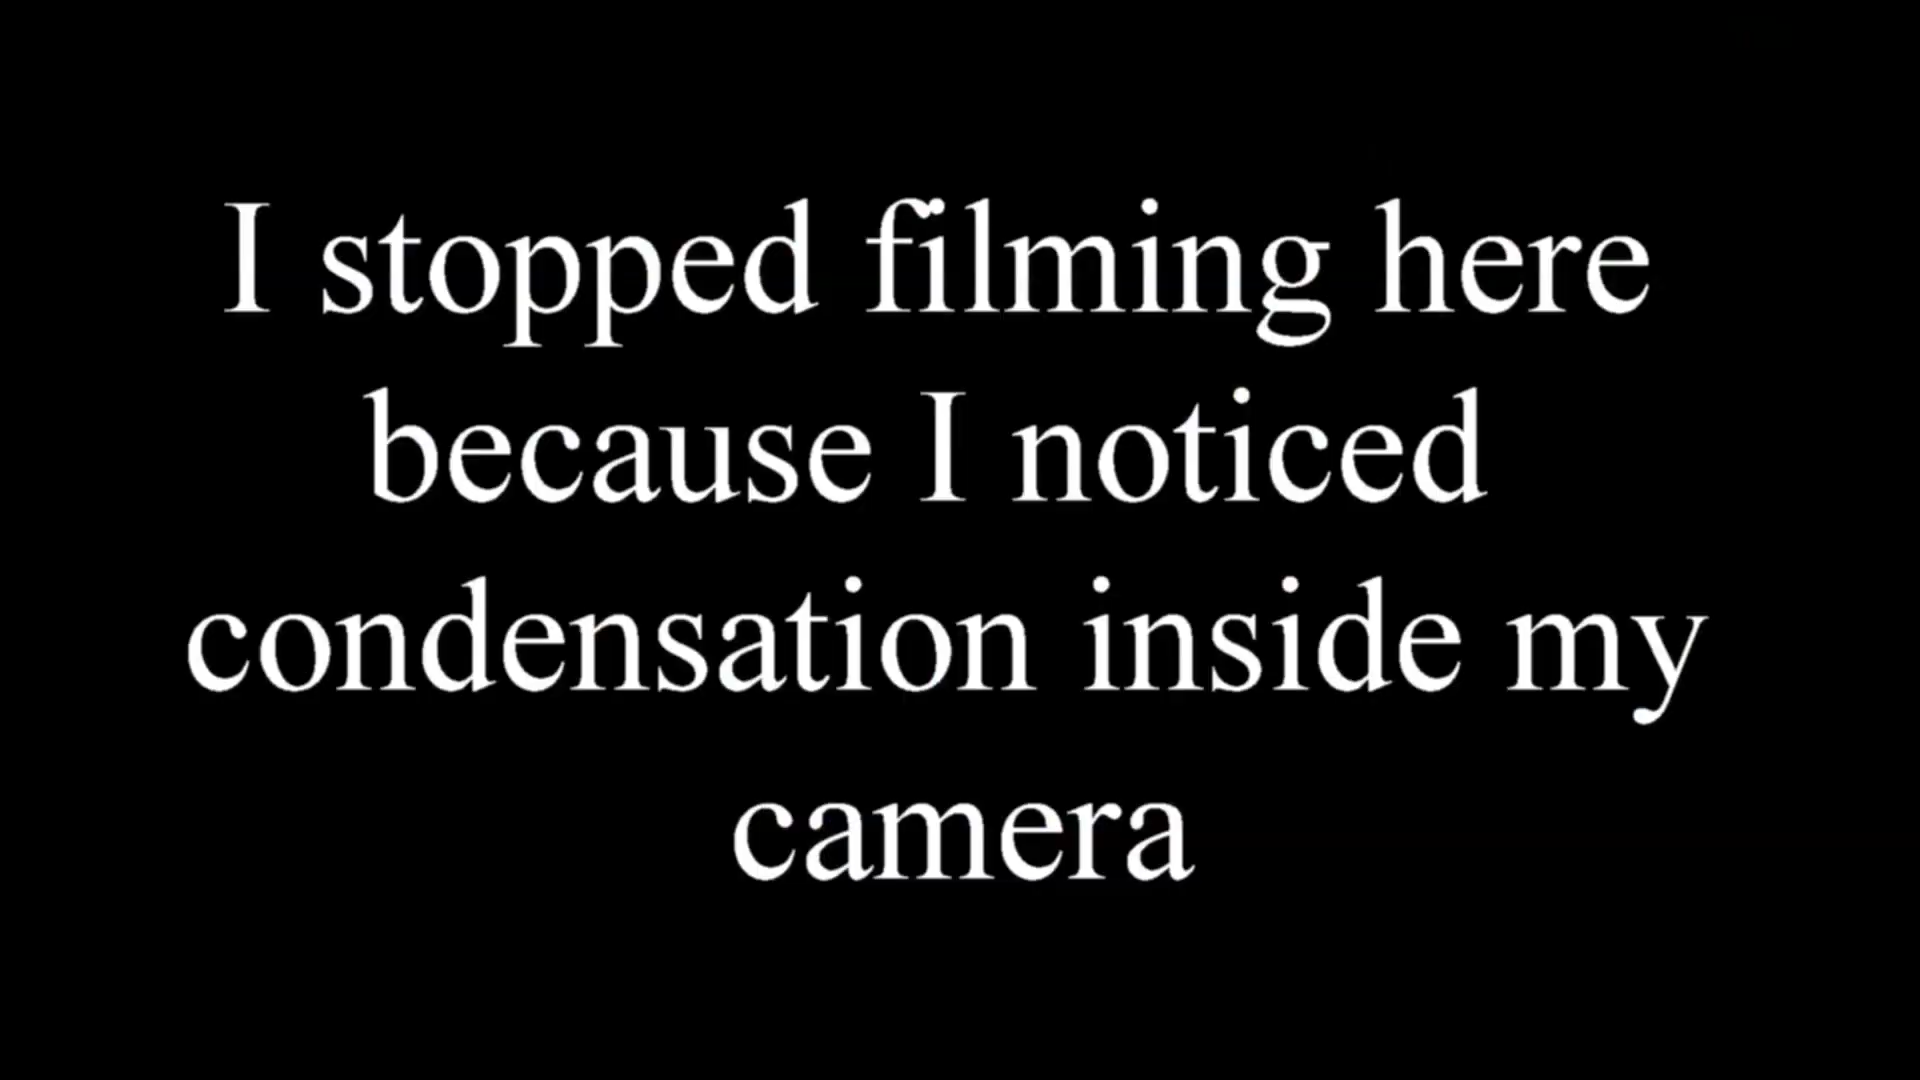 I stopped filming here
because I noticed
condensation inside my
camera